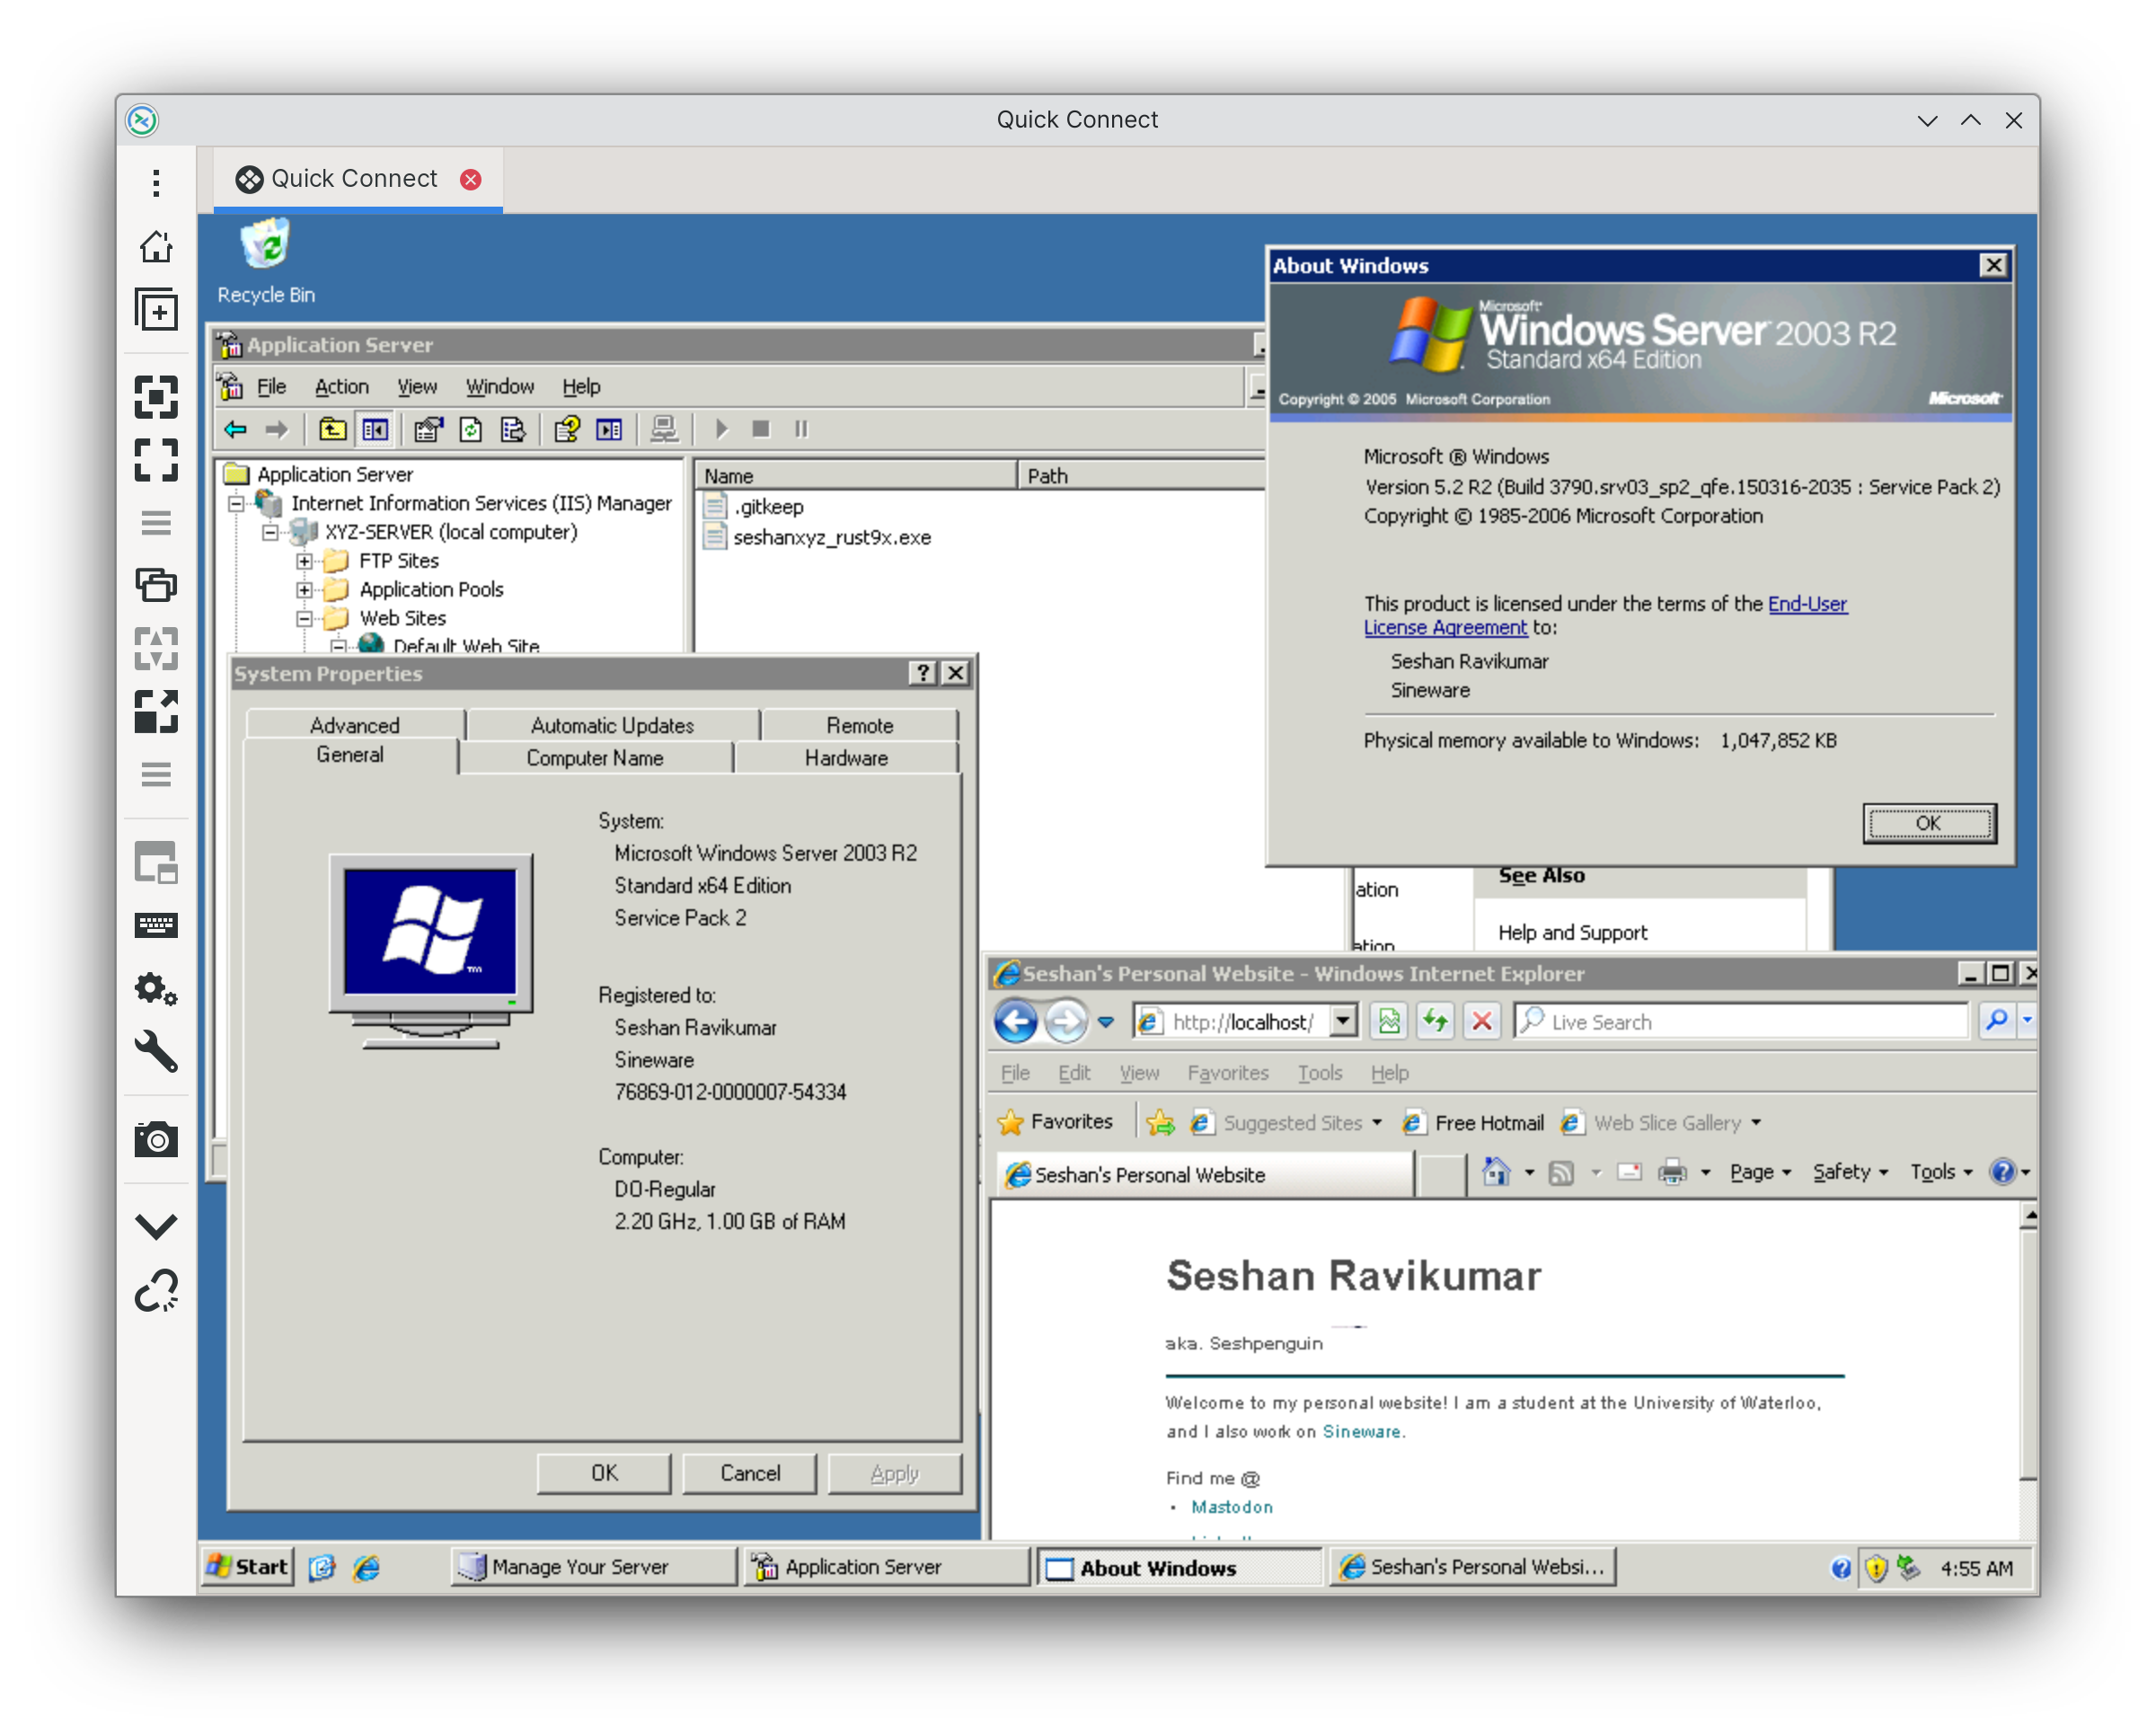 Quick Connect
Quick Connect
Recycle Bin
Application Server
File Action View Window Help
Application Server
Internet Information Services (IIS) Manager
XYZ-SERVER (local computer)
FTP Sites
Application Pools
Web Sites
Default Web Site
Name Path
.gitkeep
seshanxyz_rust9x.exe
About Windows
Microsoft
Windows Server 2003 R2
Standard x64 Edition
Copyright © 2005 Microsoft Corporation Microsoft
Microsoft ® Windows
Version 5.2 R2 (Build 3790.srv03_sp2_qfe.150316-2035 : Service Pack 2)
Copyright © 1985-2006 Microsoft Corporation
This product is licensed under the terms of the End-User
License Agreement to:
Seshan Ravikumar
Sineware
Physical memory available to Windows: 1,047,852 KB
OK
ation
See Also
Help and Support
ation
System Properties
Advanced Automatic Updates Remote
General Computer Name Hardware
System:
Microsoft Windows Server 2003 R2
Standard x64 Edition
Service Pack 2
Registered to:
Seshan Ravikumar
Sineware
76869-012-0000007-54334
Computer:
DO-Regular
2.20 GHz, 1.00 GB of RAM
OK Cancel Apply
Seshan's Personal Website - Windows Internet Explorer
http://localhost/ Live Search
File Edit View Favorites Tools Help
Favorites Suggested Sites Free Hotmail Web Slice Gallery
Seshan's Personal Website Page Safety Tools
Seshan Ravikumar
aka. Seshpenguin
Welcome to my personal website! I am a student at the University of Waterloo,
and I also work on Sineware.
Find me @
• Mastodon
Start Manage Your Server Application Server About Windows Seshan's Personal Websi... 4:55 AM